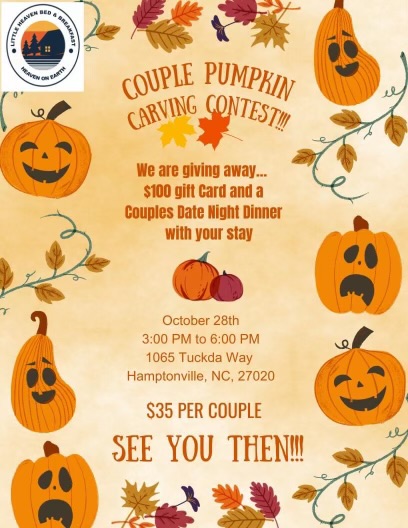 LITTLE HEAVEN BED & BREAKFAST
HEAVEN ON EARTH
COUPLE PUMPKIN
CARVING CONTEST!!!
We are giving away...
$100 gift Card and a
Couples Date Night Dinner
with your stay
October 28th
3:00 PM to 6:00 PM
1065 Tuckda Way
Hamptonville, NC, 27020
$35 PER COUPLE
SEE YOU THEN!!!